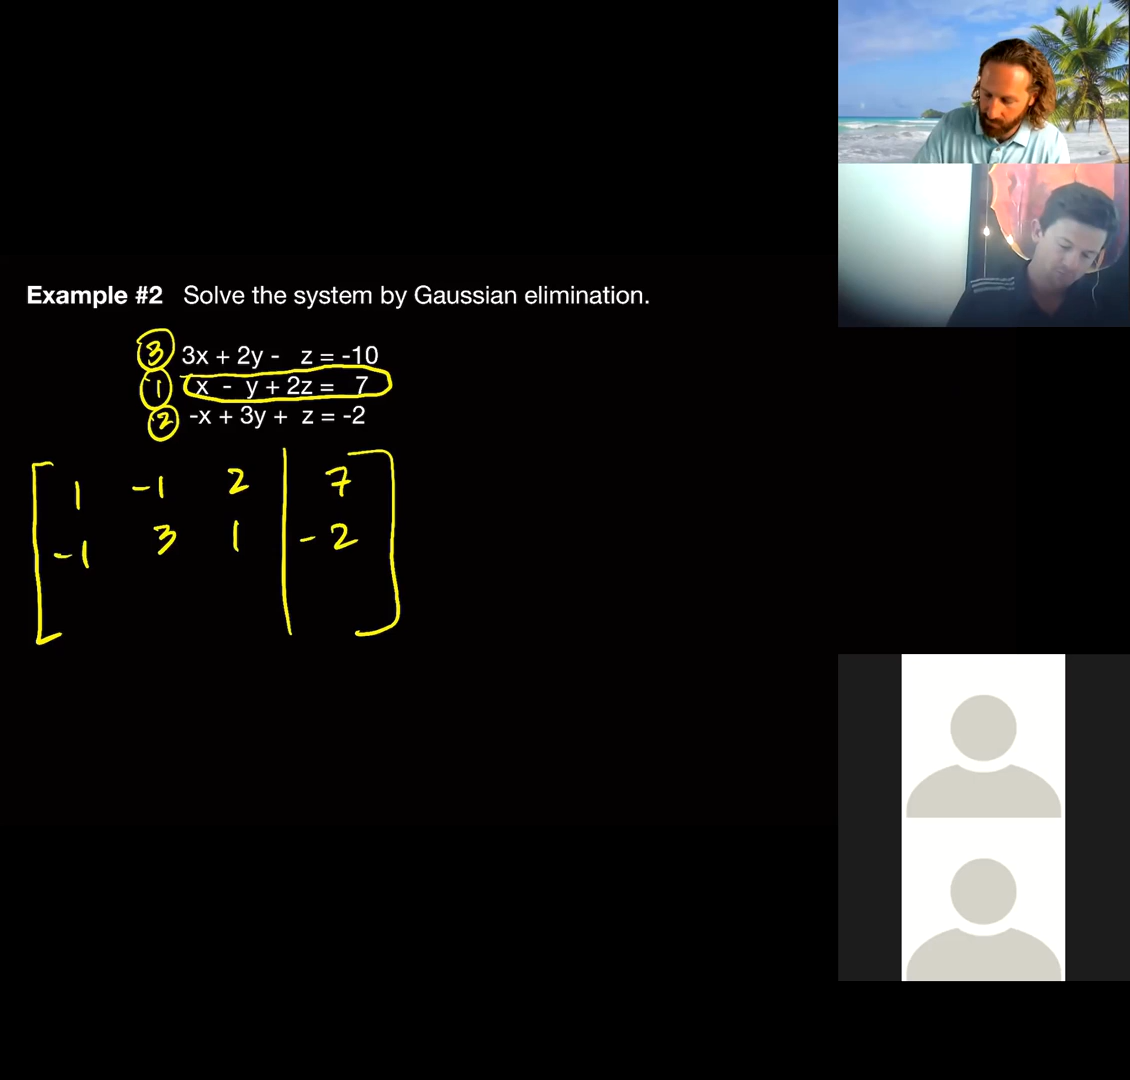 Example #2 Solve the system by Gaussian elimination.
3 3x + 2y - z = -10
1 x - y + 2z = 7
2 -x + 3y + z = -2
1 -1 2 7
-1 3 1 -2